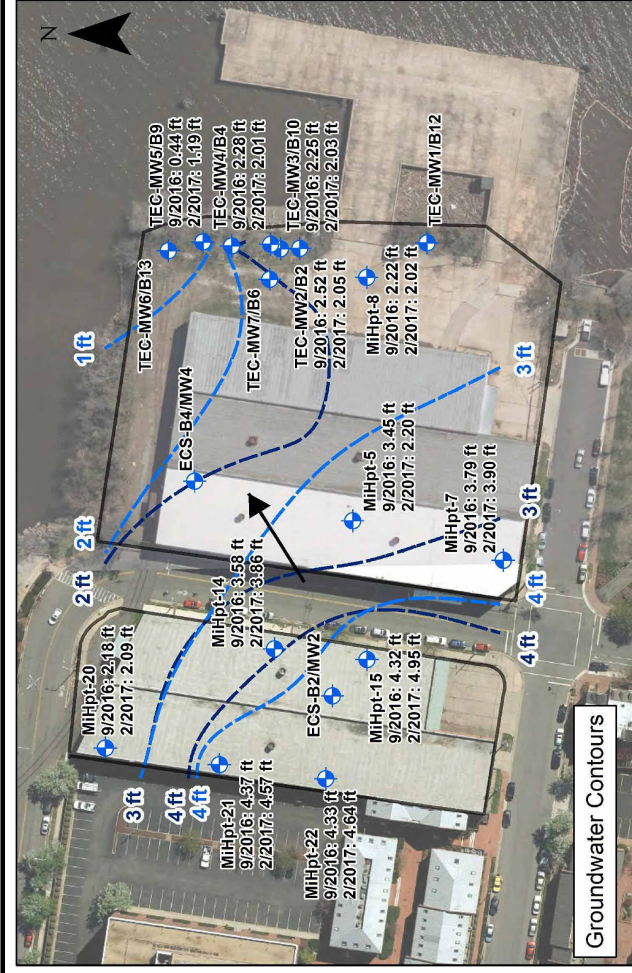 N
TEC-MW5/B9
9/2016: 0.44 ft
2/2017: 1.19 ft
TEC-MW4/B4
9/2016: 2.28 ft
2/2017: 2.01 ft
TEC-MW3/B10
9/2016: 2.25 ft
2/2017: 2.03 ft
TEC-MW1/B12
TEC-MW6/B13
TEC-MW7/B6
TEC-MW2/B2
9/2016: 2.52 ft
2/2017: 2.05 ft
MiHpt-8
9/2016: 2.22 ft
2/2017: 2.02 ft
1 ft
ECS-B4/MW4
3 ft
MiHpt-5
9/2016: 3.45 ft
2/2017: 2.20 ft
MiHpt-7
9/2016: 3.79 ft
2/2017: 3.90 ft
3 ft
2 ft
2 ft
MiHpt-14
9/2016: 3.58 ft
2/2017: 3.86 ft
4 ft
4 ft
MiHpt-20
9/2016: 2.18 ft
2/2017: 2.09 ft
ECS-B2/MW2
MiHpt-15
9/2016: 4.32 ft
2/2017: 4.95 ft
3 ft
4 ft
4 ft
MiHpt-21
9/2016: 4.37 ft
2/2017: 4.57 ft
MiHpt-22
9/2016: 4.33 ft
2/2017: 4.64 ft
Groundwater Contours